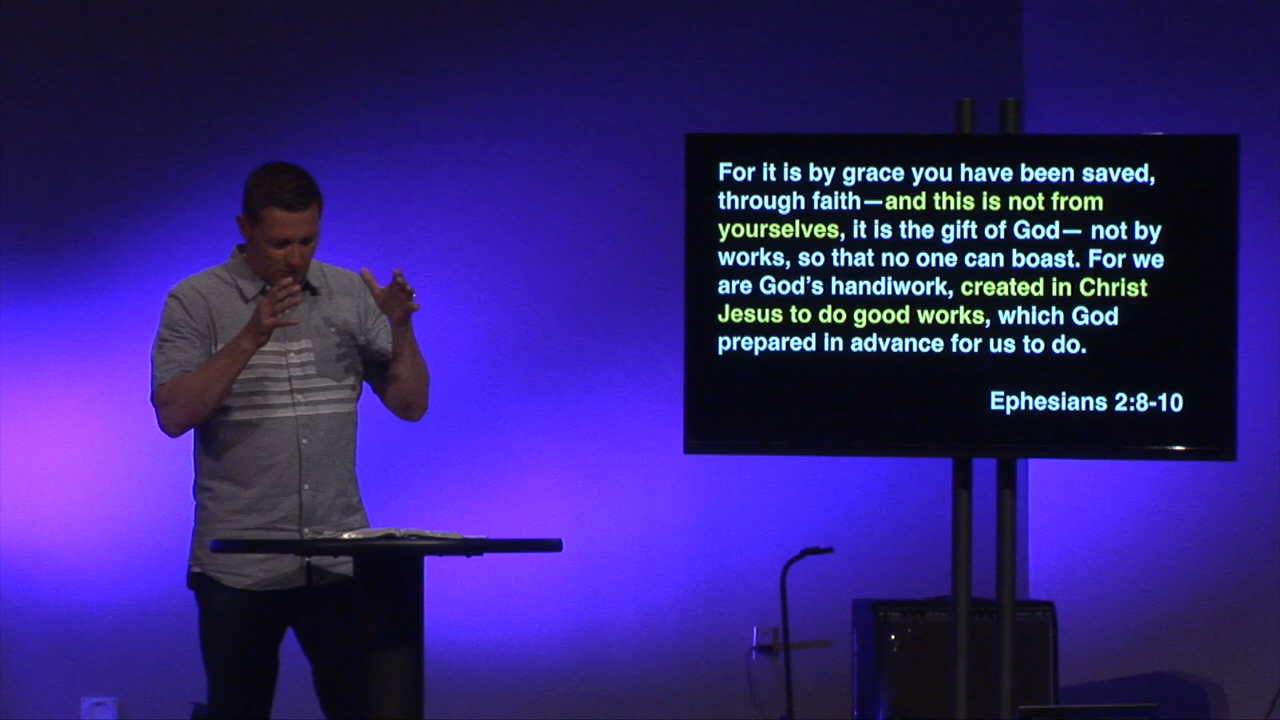 For it is by grace you have been saved,
through faith—and this is not from
yourselves, it is the gift of God— not by
works, so that no one can boast. For we
are God’s handiwork, created in Christ
Jesus to do good works, which God
prepared in advance for us to do.
Ephesians 2:8-10